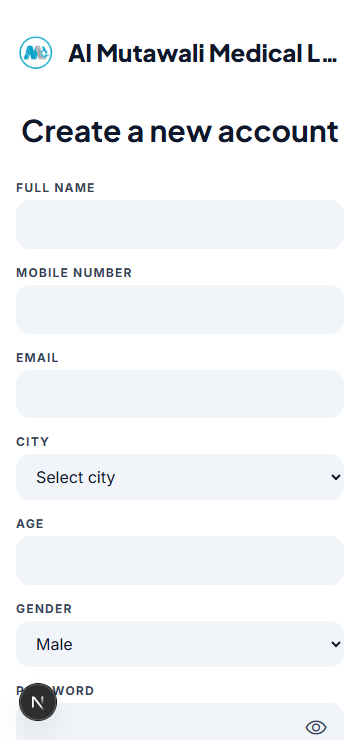 Al Mutawali Medical L...
Create a new account
FULL NAME
MOBILE NUMBER
EMAIL
CITY
Select city
AGE
GENDER
Male
N